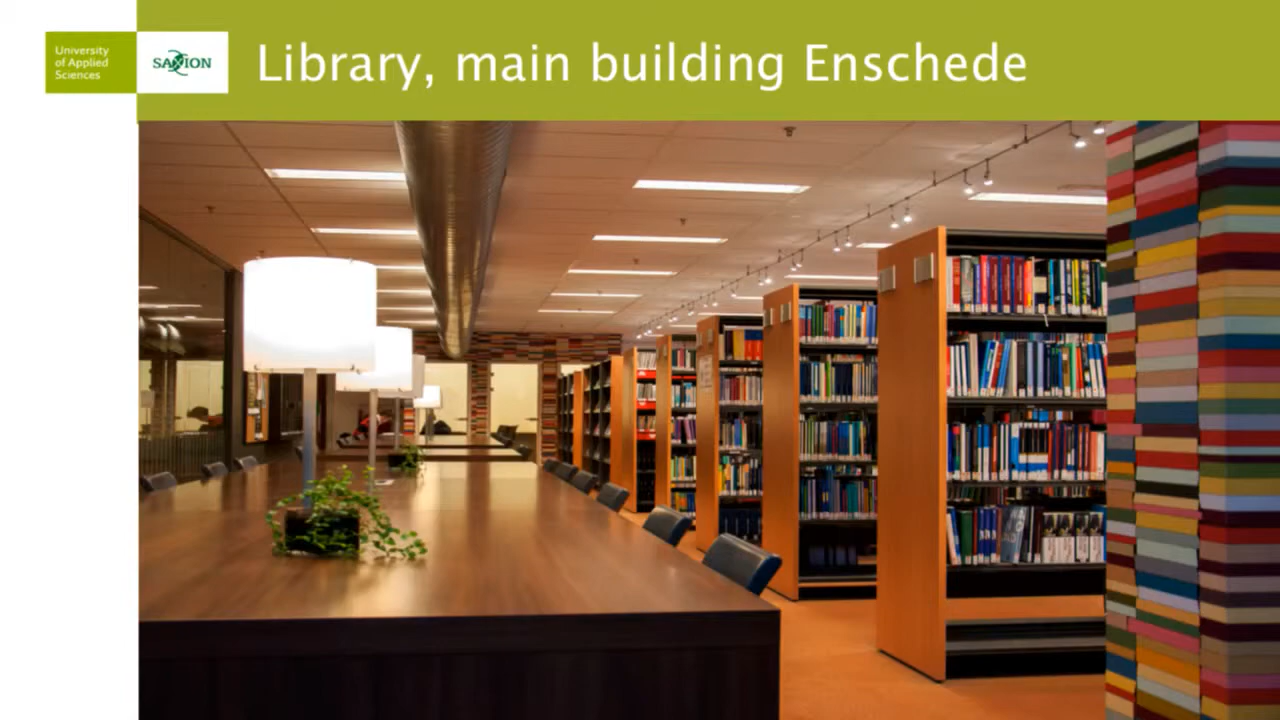 University
of Applied
Sciences
SAXION
Library, main building Enschede